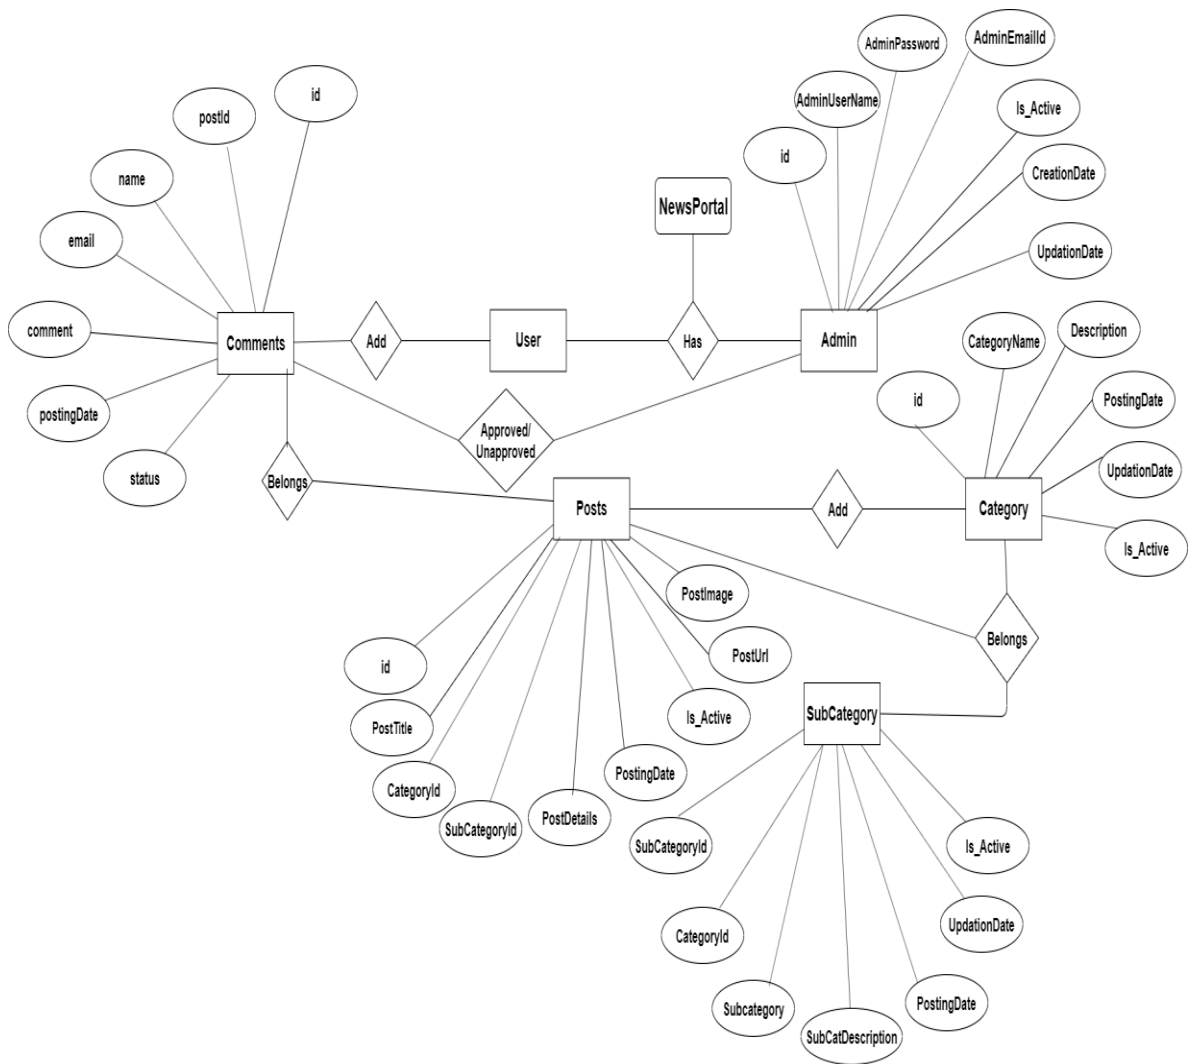 AdminPassword
AdminEmailId
id
postId
AdminUserName
Is_Active
id
name
CreationDate
NewsPortal
email
UpdationDate
comment
Comments
Add
User
Has
Admin
CategoryName
Description
id
PostingDate
postingDate
Approved/
Unapproved
status
Belongs
UpdationDate
Posts
Add
Category
Is_Active
PostImage
Belongs
PostUrl
id
Is_Active
SubCategory
PostTitle
PostingDate
CategoryId
SubCategoryId
PostDetails
SubCategoryId
Is_Active
CategoryId
UpdationDate
Subcategory
PostingDate
SubCatDescription